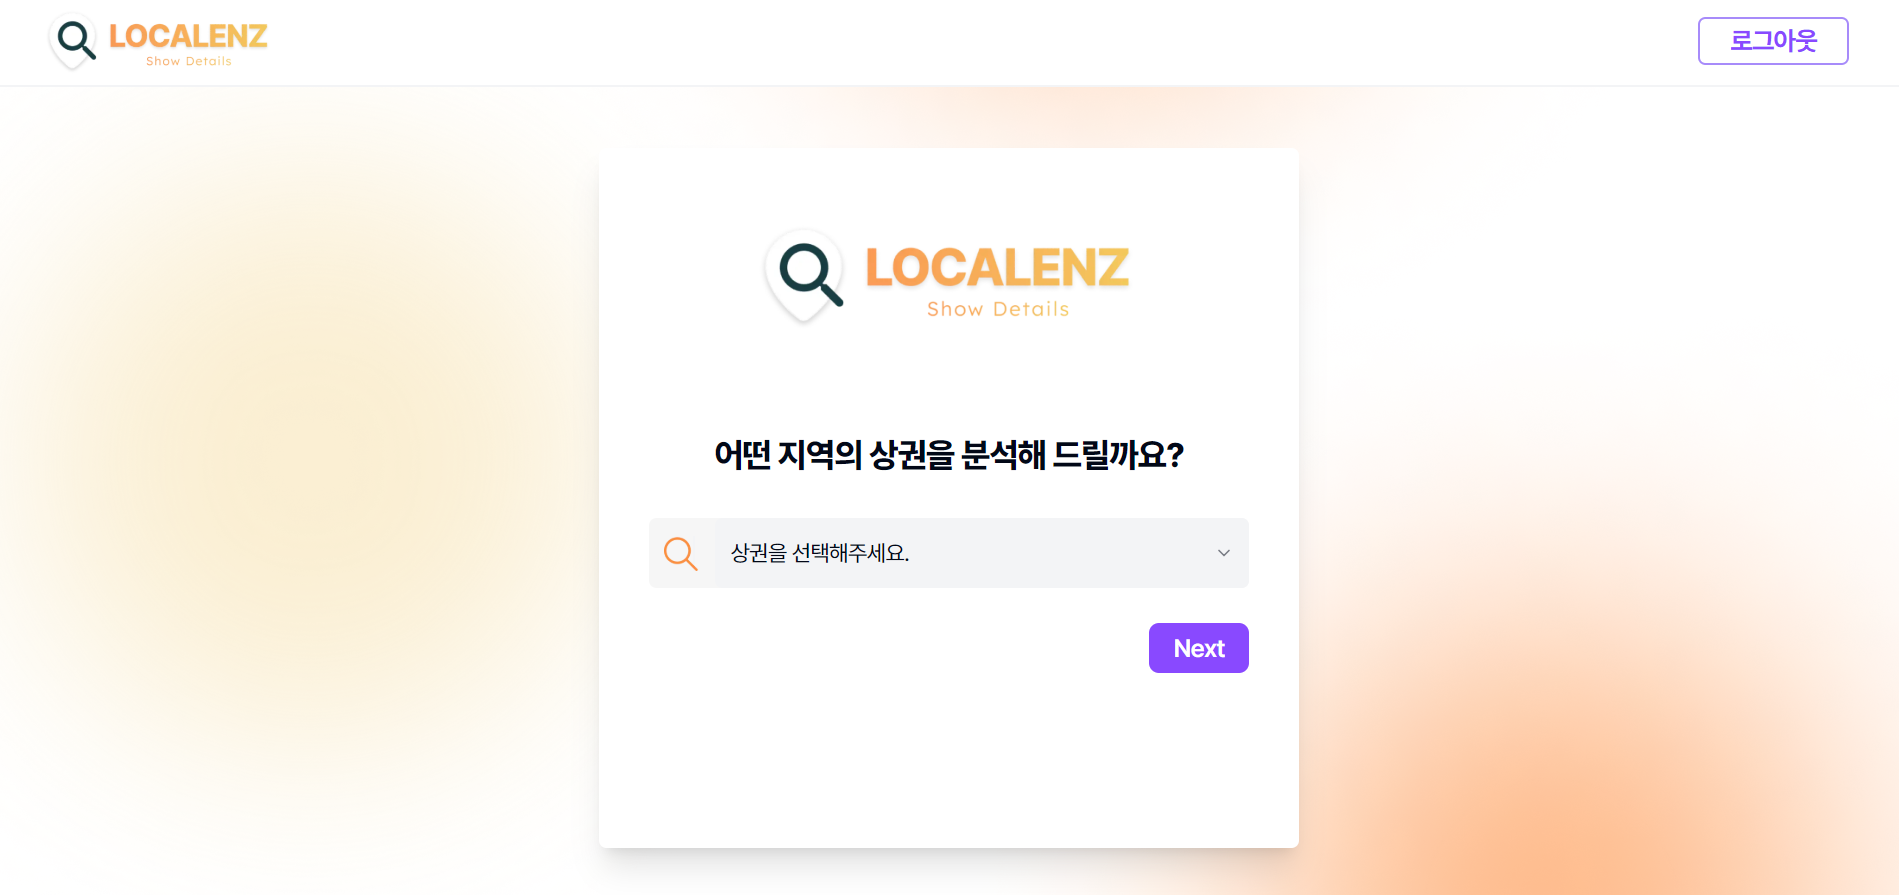 LOCALENZ
Show Details
로그아웃
LOCALENZ
Show Details
어떤 지역의 상권을 분석해 드릴까요?
상권을 선택해주세요.
Next